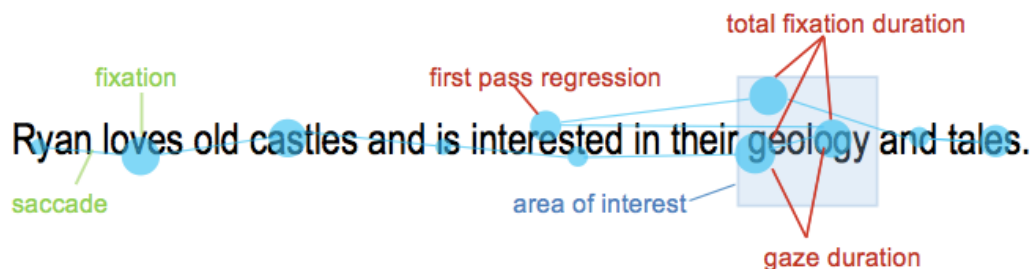 total fixation duration
fixation
first pass regression
Ryan loves old castles and is interested in their geology and tales.
saccade
area of interest
gaze duration